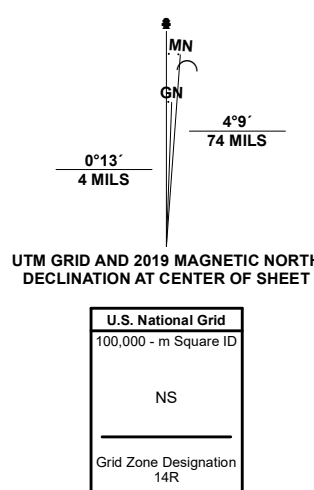 MN
GN
4°9´
74 MILS
0°13´
4 MILS
UTM GRID AND 2019 MAGNETIC NORTH
DECLINATION AT CENTER OF SHEET
U.S. National Grid
100,000 - m Square ID
NS
Grid Zone Designation
14R